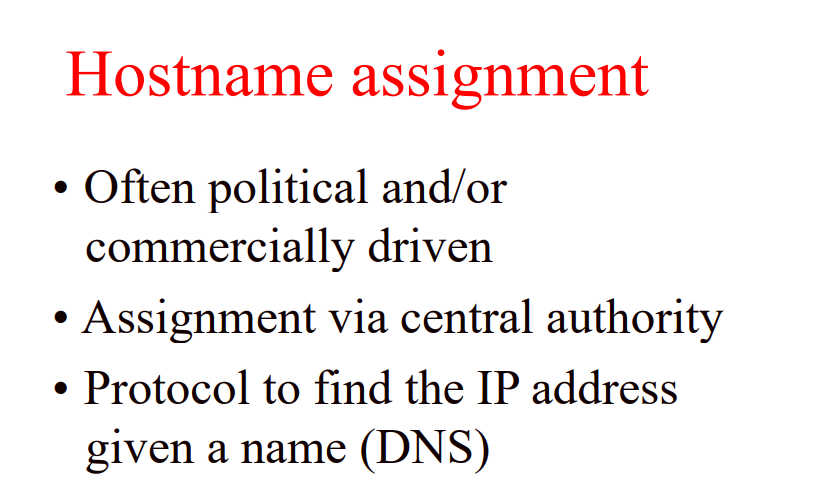 Hostname assignment
• Often political and/or
commercially driven
• Assignment via central authority
• Protocol to find the IP address
given a name (DNS)